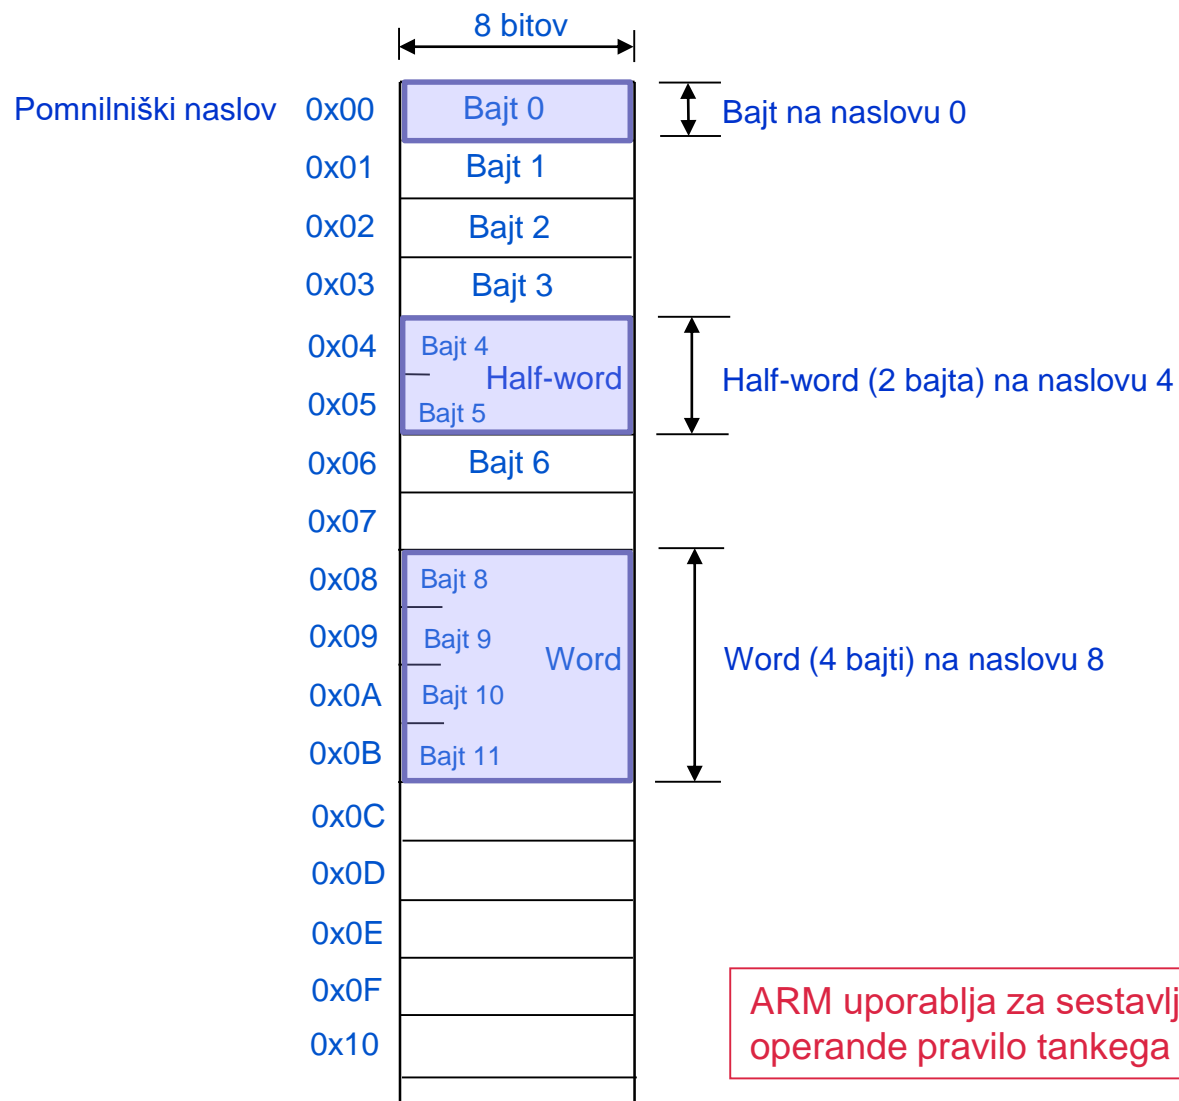 8 bitov
Pomnilniški naslov 0x00 Bajt 0 Bajt na naslovu 0
0x01 Bajt 1
0x02 Bajt 2
0x03 Bajt 3
0x04 Bajt 4
Half-word Half-word (2 bajta) na naslovu 4
0x05 Bajt 5
0x06 Bajt 6
0x07
0x08 Bajt 8
0x09 Bajt 9
Word Word (4 bajti) na naslovu 8
0x0A Bajt 10
0x0B Bajt 11
0x0C
0x0D
0x0E
0x0F
0x10
ARM uporablja za
operande pravilo tankega